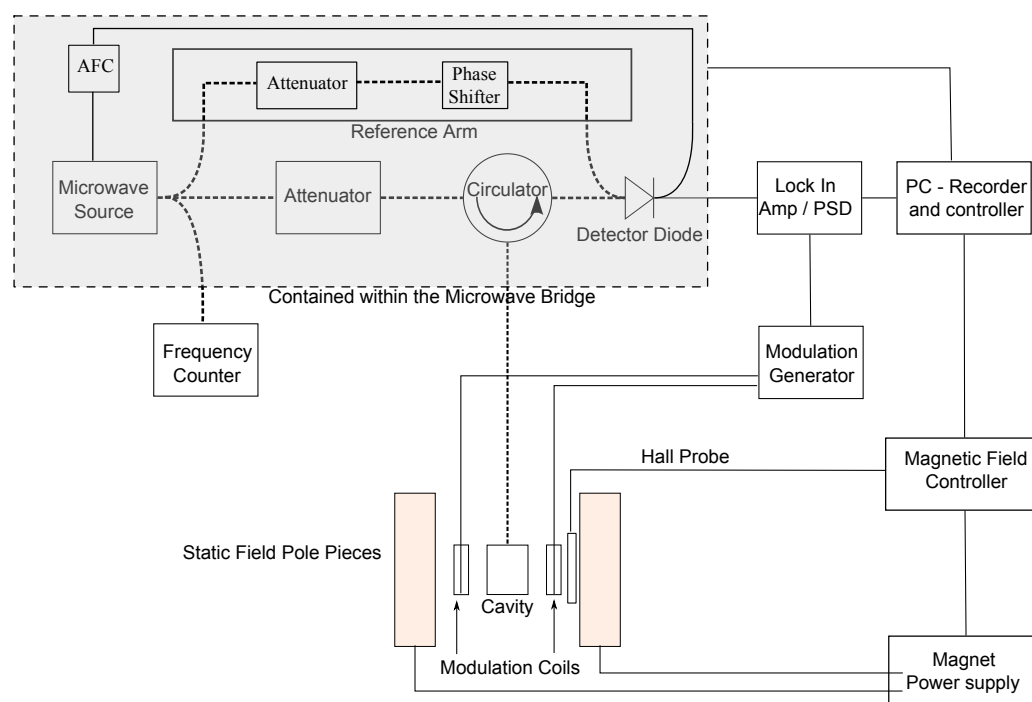 AFC
Attenuator
Phase
Shifter
Reference Arm
Microwave
Source
Attenuator
Circulator
Detector Diode
Lock In
Amp / PSD
PC - Recorder
and controller
Contained within the Microwave Bridge
Frequency
Counter
Modulation
Generator
Hall Probe
Magnetic Field
Controller
Static Field Pole Pieces
Cavity
Modulation Coils
Magnet
Power supply